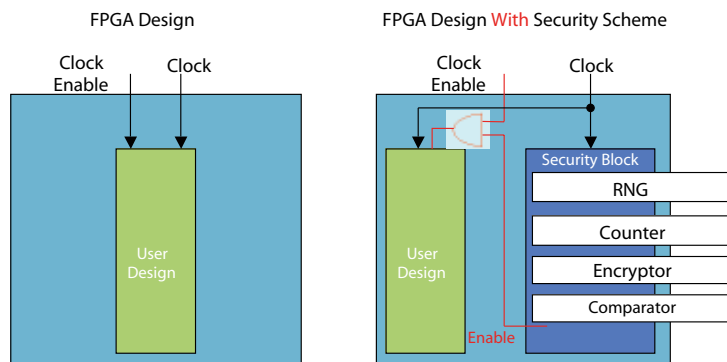 FPGA Design
Clock
Enable
Clock
User
Design
FPGA Design With Security Scheme
Clock
Enable
Clock
Security Block
RNG
Counter
Encryptor
Comparator
User
Design
Enable